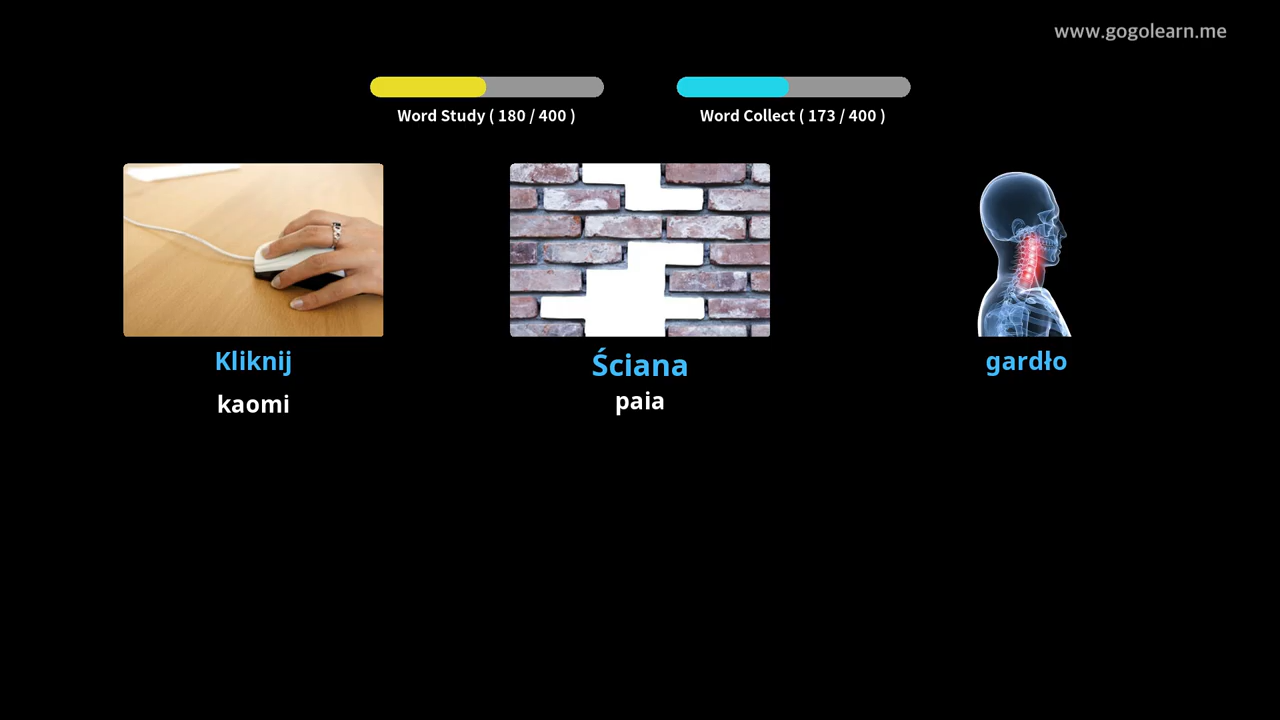 www.gogolearn.me
Word Study ( 180 / 400 )
Word Collect ( 173 / 400 )
Kliknij
Ściana
gardło
kaomi
paia